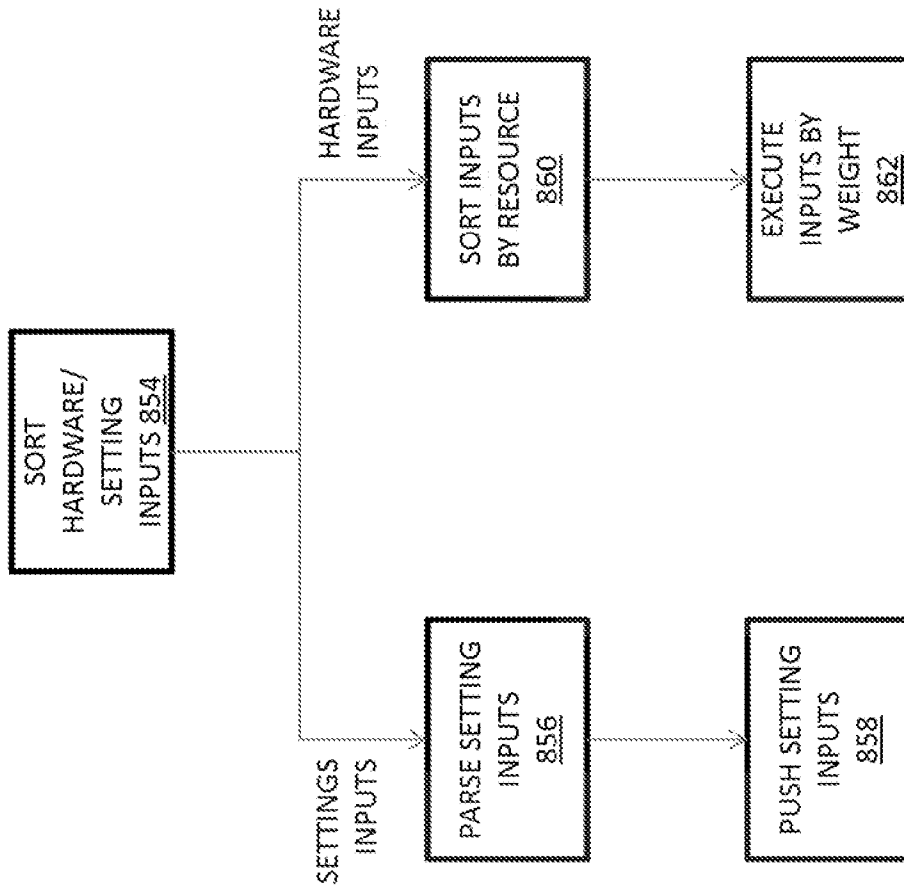 SORT
HARDWARE/
SETTING
INPUTS 854
SETTINGS
INPUTS
HARDWARE
INPUTS
PARSE SETTING
INPUTS
856
SORT INPUTS
BY RESOURCE
860
PUSH SETTING
INPUTS
858
EXECUTE
INPUTS BY
WEIGHT
862